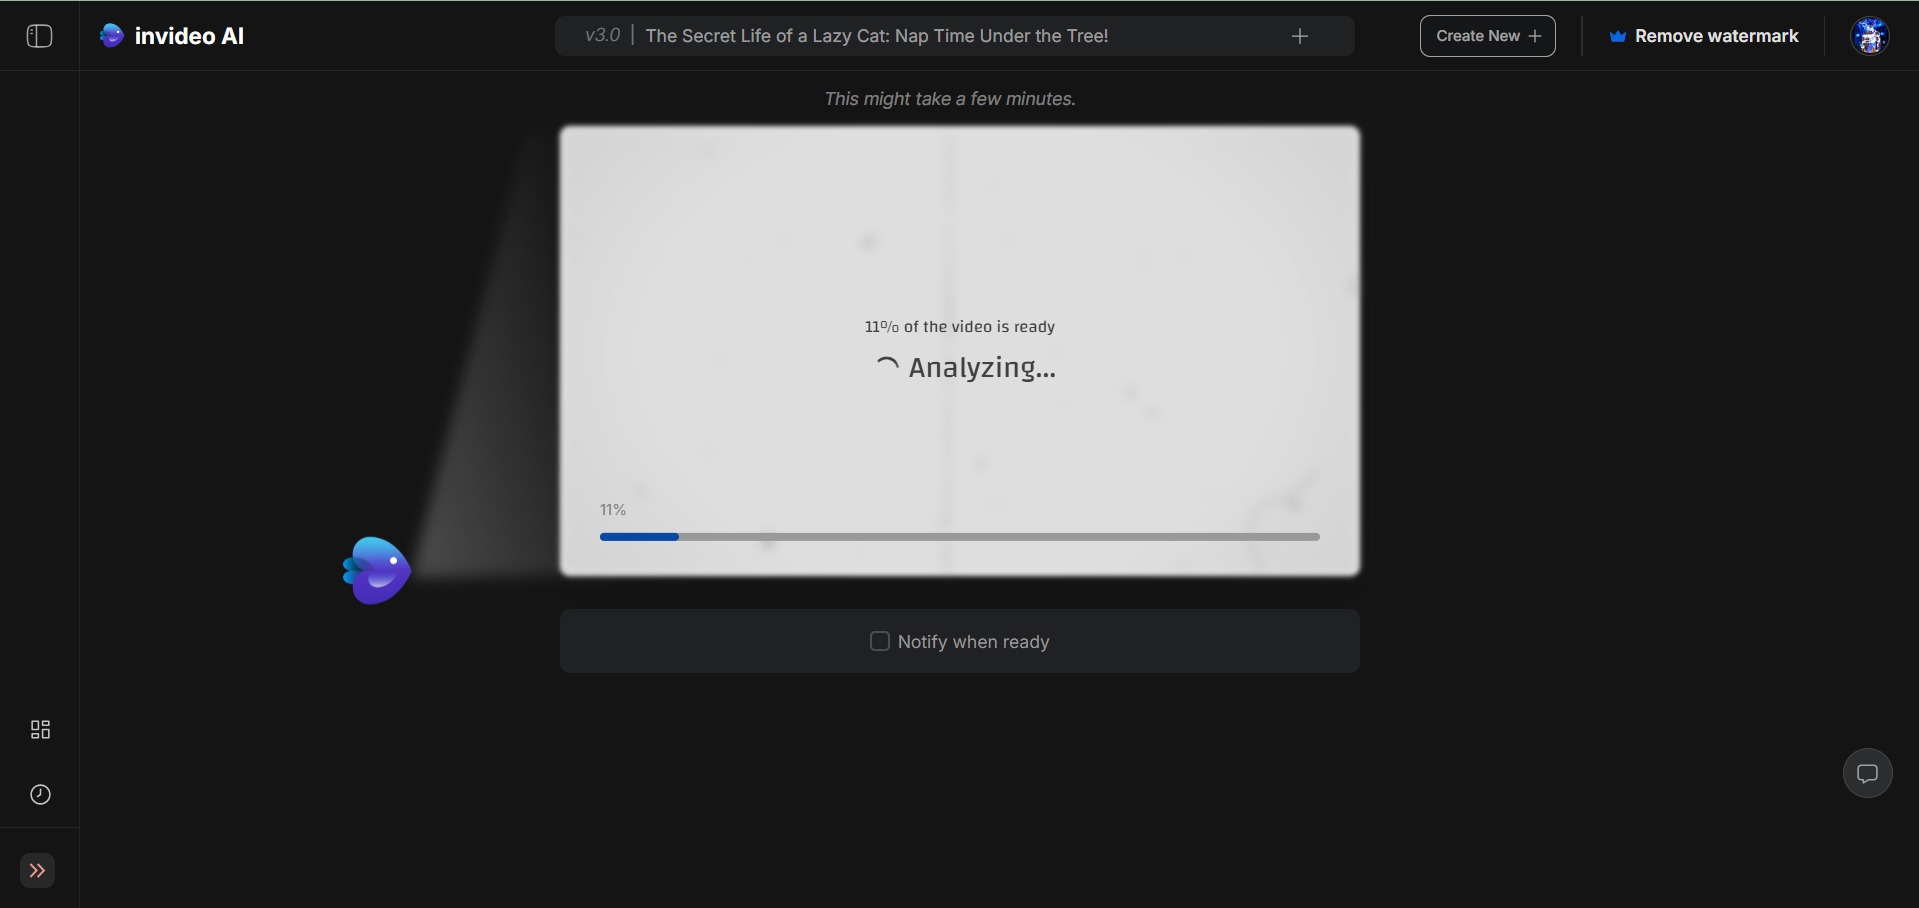 invideo AI
v3.0 | The Secret Life of a Lazy Cat: Nap Time Under the Tree!
Create New
Remove watermark
This might take a few minutes.
11% of the video is ready
Analyzing...
11%
Notify when ready